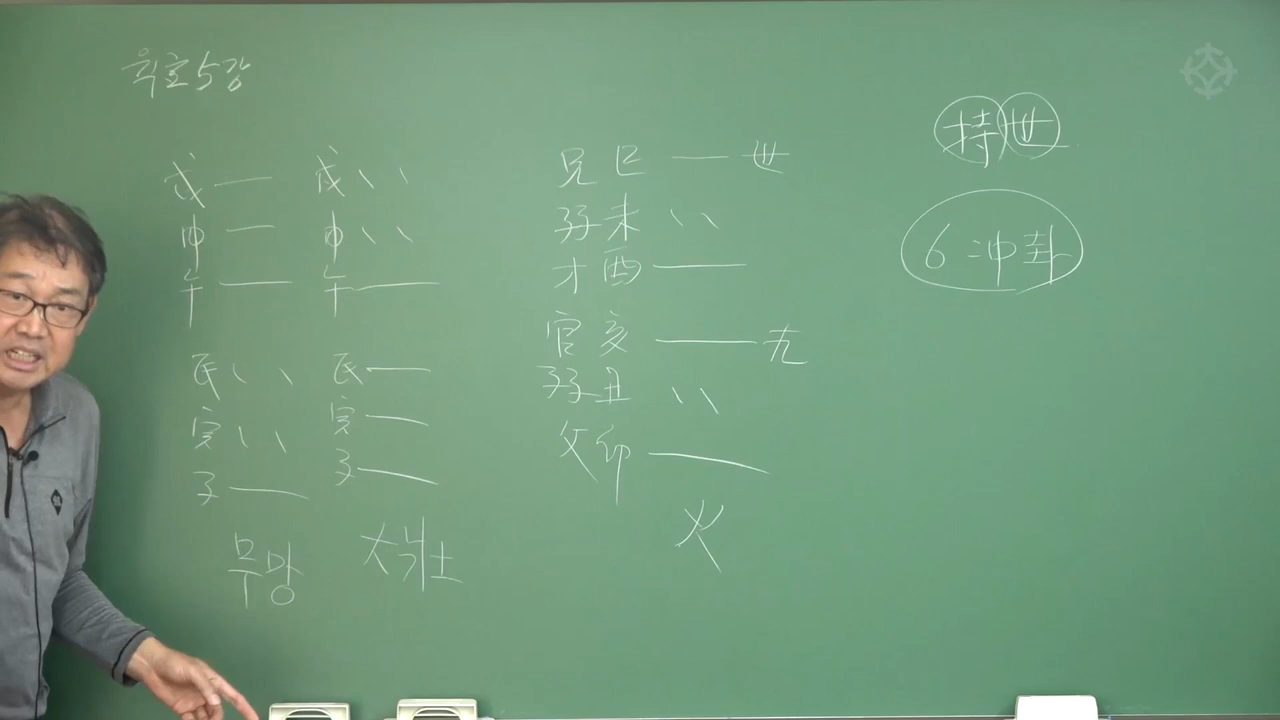 육효 5강
戌 戌
申 申
午 午
辰 辰
寅 寅
子 子
무망 大壯
兄 巳 世
孫 未
才 酉
官 亥
孫 丑
父 卯
火
持世
6冲卦